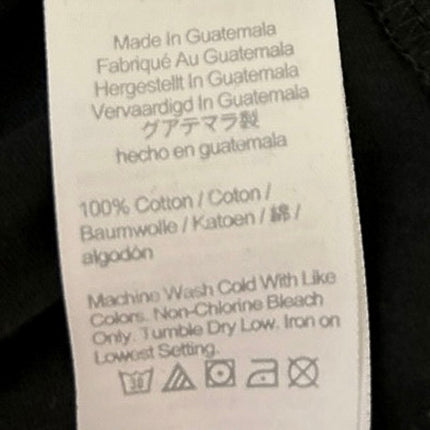 Made In Guatemala
Fabriqué Au Guatemala
Hergestellt In Guatemala
Vervaardigd In Guatemala
グアテマラ製
hecho en guatemala
100% Cotton / Coton /
Baumwolle / Katoen / 綿 /
algodón
Machine Wash Cold With Like
Colors. Non-Chlorine Bleach
Only. Tumble Dry Low. Iron on
Lowest Setting.
30